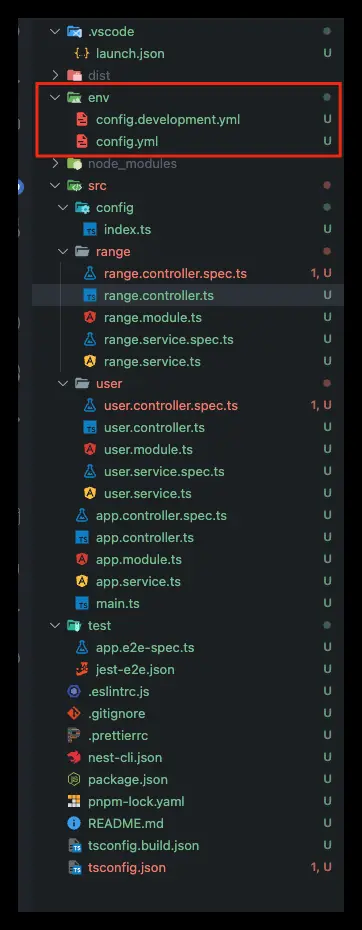 .vscode
launch.json U
dist
env
config.development.yml U
config.yml U
node_modules
src
config
index.ts U
range
range.controller.spec.ts 1, U
range.controller.ts U
range.module.ts U
range.service.spec.ts U
range.service.ts U
user
user.controller.spec.ts 1, U
user.controller.ts U
user.module.ts U
user.service.spec.ts U
user.service.ts U
app.controller.spec.ts U
app.controller.ts U
app.module.ts U
app.service.ts U
main.ts U
test
app.e2e-spec.ts U
jest-e2e.json U
.eslintrc.js U
.gitignore U
.prettierrc U
nest-cli.json U
package.json U
pnpm-lock.yaml U
README.md U
tsconfig.build.json U
tsconfig.json 1, U